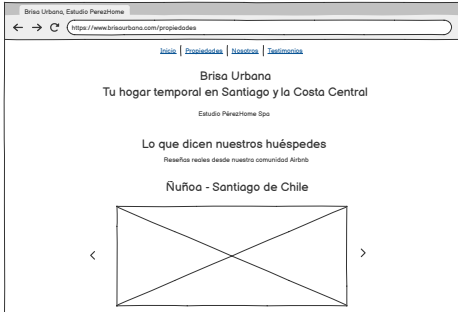 Brisa Urbana, Estudio PerezHome
https://www.brisaurbana.com/propiedades
Inicio | Propiedades | Nosotros | Testimonios
Brisa Urbana
Tu hogar temporal en Santiago y la Costa Central
Estudio PérezHome Spa
Lo que dicen nuestros huéspedes
Reseñas reales desde nuestra comunidad Airbnb
Ñuñoa - Santiago de Chile